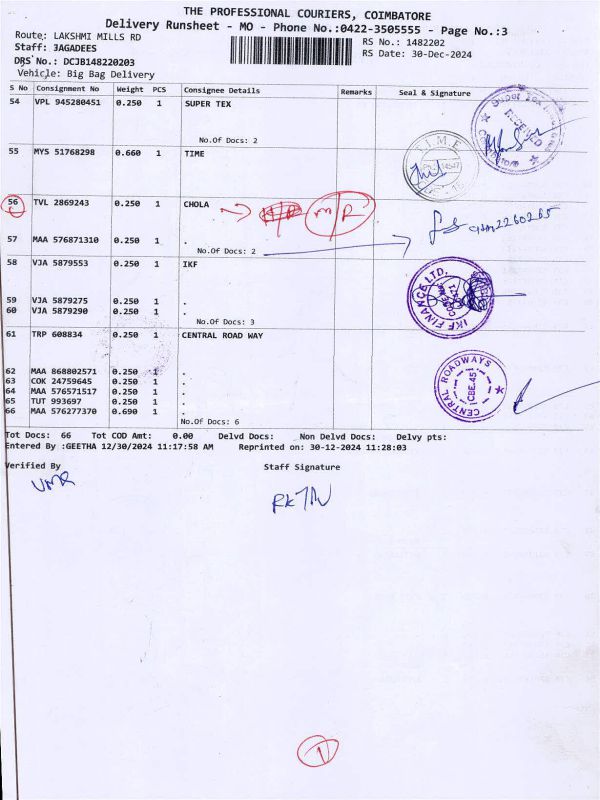 THE PROFESSIONAL COURIERS, COIMBATORE
Delivery Runsheet - MO - Phone No.:0422-3505555 - Page No.:3
Route: LAKSHMI MILLS RD
RS No.: 1482202
Staff: JAGADEES
RS Date: 30-Dec-2024
DRS No.: DCJB148220203
Vehicle: Big Bag Delivery
S No Consignment No Weight PCS Consignee Details Remarks Seal & Signature
54 VPL 945280451 0.250 1 SUPER TEX
No.Of Docs: 2
RECEIVED
55 MYS 51768298 0.660 1 TIME
TIME
56 TVL 2869243 0.250 1 CHOLA M/R
57 MAA 576871310 0.250 1 .
No.Of Docs: 2
58 VJA 5879553 0.250 1 IKF
IKF FINANCE LTD.
59 VJA 5879275 0.250 1 .
60 VJA 5879290 0.250 1 .
No.Of Docs: 3
61 TRP 608834 0.250 1 CENTRAL ROAD WAY
CENTRAL ROADWAYS
CBE-45
62 MAA 868802571 0.250 1 .
63 COK 24759645 0.250 1 .
64 MAA 576571517 0.250 1 .
65 TUT 993697 0.250 1 .
66 MAA 576277370 0.690 1 .
No.Of Docs: 6
Tot Docs: 66 Tot COD Amt: 0.00 Delvd Docs: Non Delvd Docs: Delvy pts:
Entered By :GEETHA 12/30/2024 11:17:58 AM Reprinted on: 30-12-2024 11:28:03
Verified By Staff Signature
1